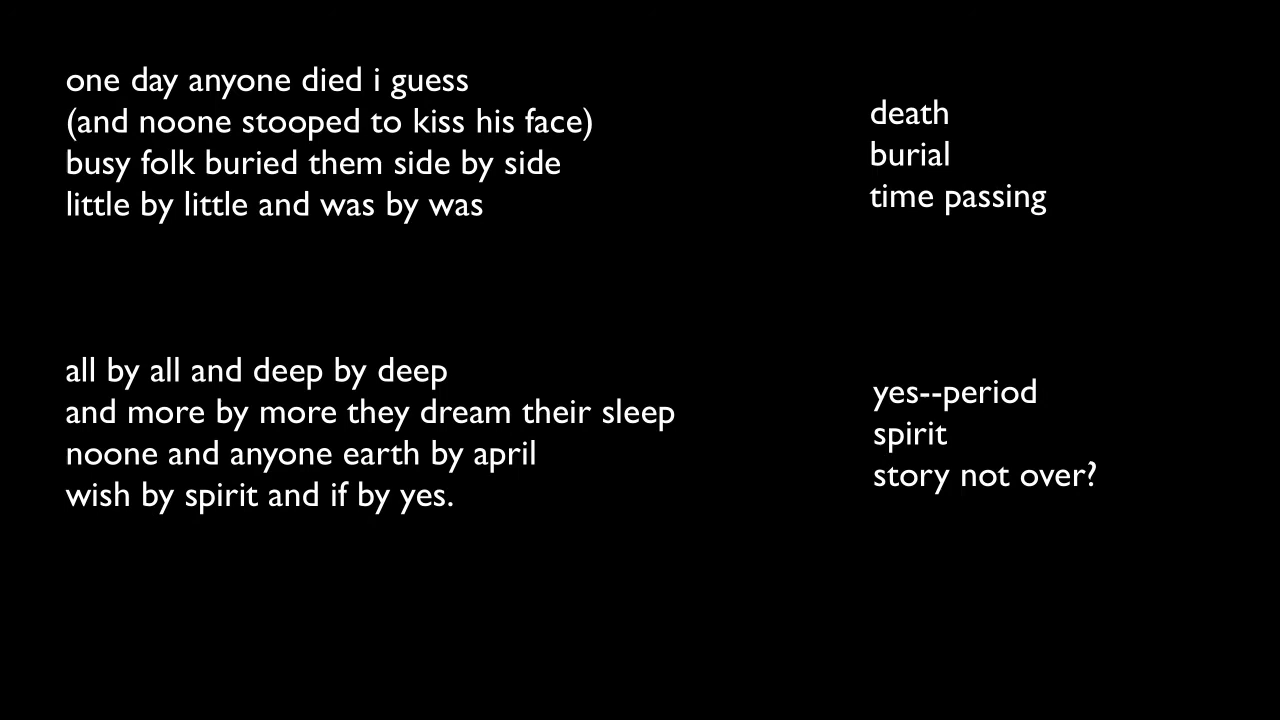 one day anyone died i guess
(and noone stooped to kiss his face)
busy folk buried them side by side
little by little and was by was
death
burial
time passing
all by all and deep by deep
and more by more they dream their sleep
noone and anyone earth by april
wish by spirit and if by yes.
yes--period
spirit
story not over?